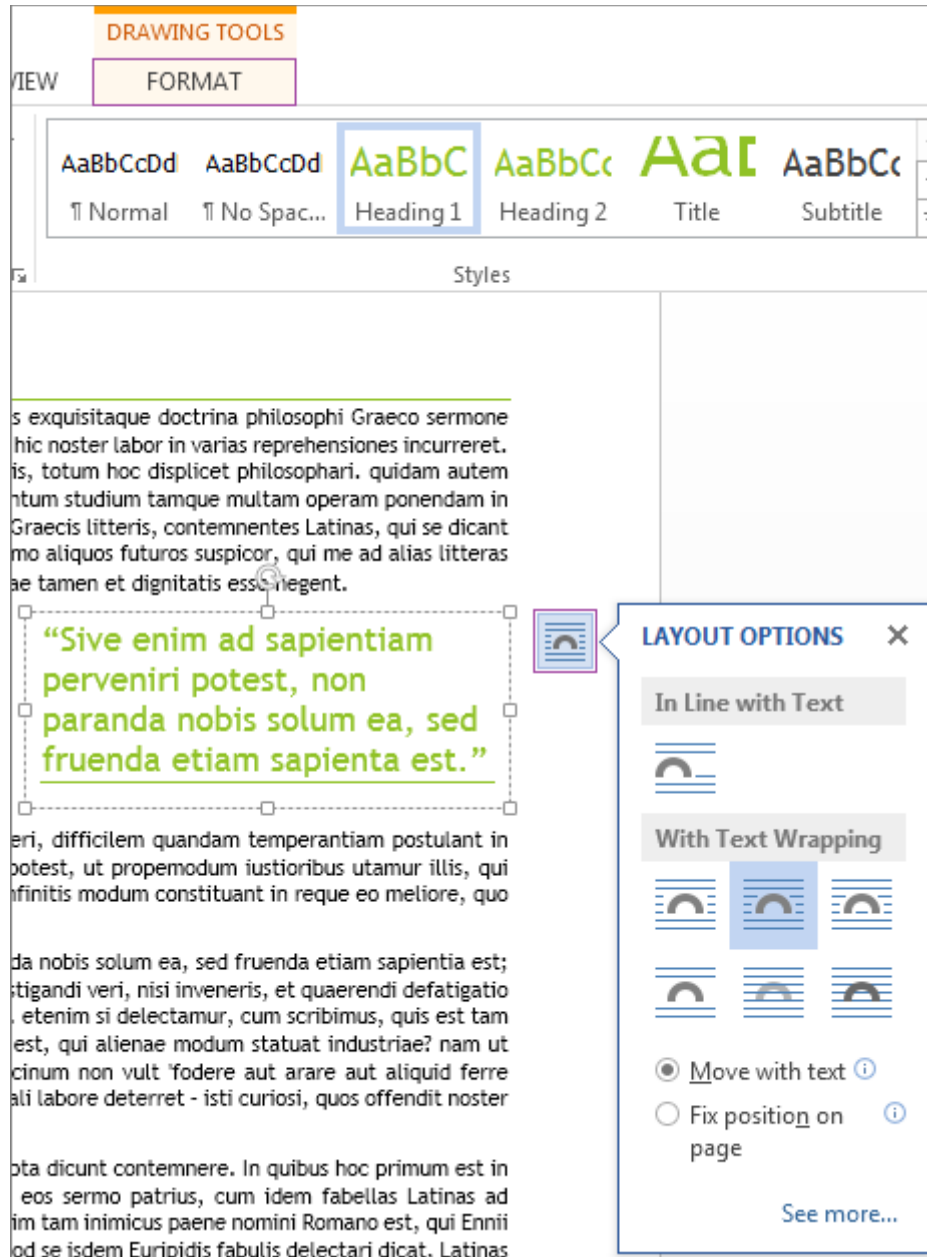 DRAWING TOOLS
VIEW FORMAT
AaBbCcDd AaBbCcDd AaBbC AaBbCc AaB AaBbCc
¶ Normal ¶ No Spac... Heading 1 Heading 2 Title Subtitle
Styles
s exquisitaque doctrina philosophi Graeco sermone
hic noster labor in varias reprehensiones incurreret.
is, totum hoc displicet philosophari. quidam autem
ntum studium tamque multam operam ponendam in
Graecis litteris, contemnentes Latinas, qui se dicant
mo aliquos futuros suspicor, qui me ad alias litteras
ae tamen et dignitatis esse negent.
“Sive enim ad sapientiam
perveniri potest, non
paranda nobis solum ea, sed
fruenda etiam sapienta est.”
LAYOUT OPTIONS
In Line with Text
With Text Wrapping
Move with text
Fix position on
page
See more...
eri, difficilem quandam temperantiam postulant in
potest, ut propemodum iustioribus utamur illis, qui
nfinitis modum constituant in reque eo meliore, quo
da nobis solum ea, sed fruenda etiam sapientia est;
stigandi veri, nisi inveneris, et quaerendi defatigatio
. etenim si delectamur, cum scribimus, quis est tam
est, qui alienae modum statuat industriae? nam ut
cinum non vult 'fodere aut arare aut aliquid ferre
ali labore deterret - isti curiosi, quos offendit noster
ota dicunt contemnere. In quibus hoc primum est in
eos sermo patrius, cum idem fabellas Latinas ad
im tam inimicus paene nomini Romano est, qui Ennii
od se isdem Euripidis fabulis delectari dicat, Latinas